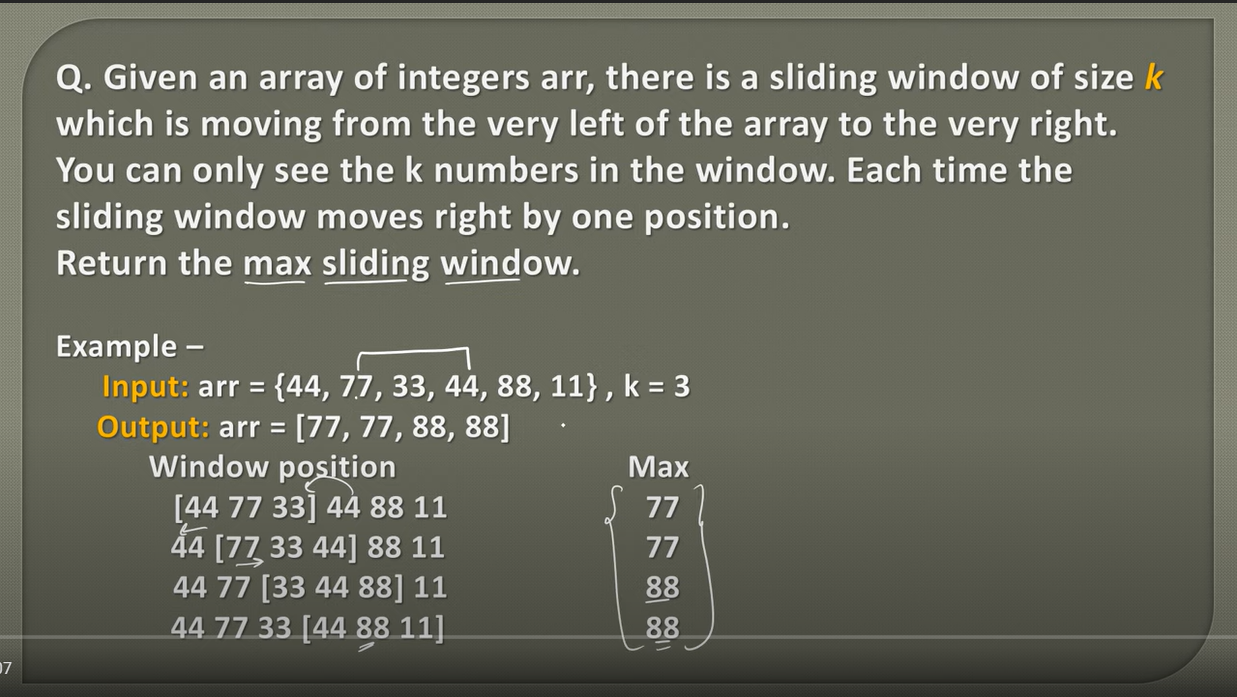 Q. Given an array of integers arr, there is a sliding window of size k
which is moving from the very left of the array to the very right.
You can only see the k numbers in the window. Each time the
sliding window moves right by one position.
Return the max sliding window.
Example –
Input: arr = {44, 77, 33, 44, 88, 11} , k = 3
Output: arr = [77, 77, 88, 88]
Window position Max
[44 77 33] 44 88 11 77
44 [77 33 44] 88 11 77
44 77 [33 44 88] 11 88
44 77 33 [44 88 11] 88
07